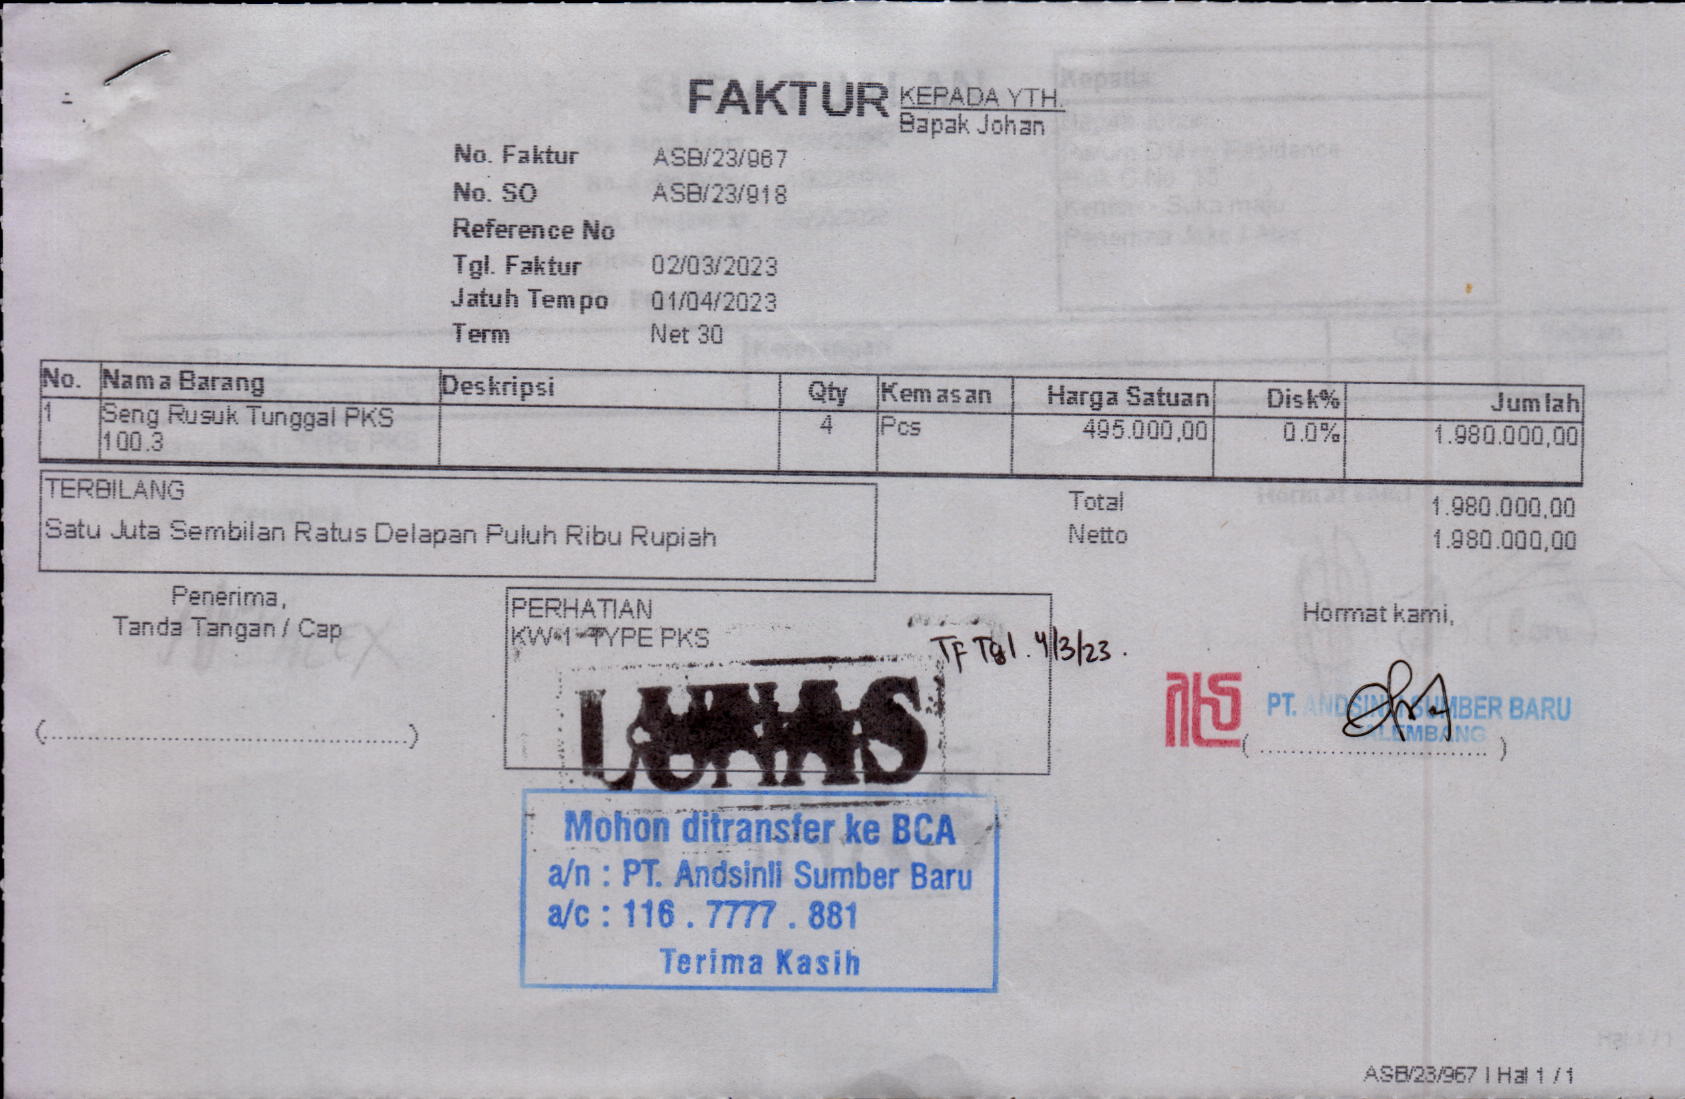 FAKTUR
KEPADA YTH.
Bapak Johan
No. Faktur ASB/23/967
No. SO ASB/23/918
Reference No
Tgl. Faktur 02/03/2023
Jatuh Tempo 01/04/2023
Term Net 30
No. Nama Barang Deskripsi Qty Kemasan Harga Satuan Disk% Jumlah
1 Seng Rusuk Tunggal PKS 4 Pcs 495.000,00 0.0% 1.980.000,00
100.3
TERBILANG
Satu Juta Sembilan Ratus Delapan Puluh Ribu Rupiah
Total 1.980.000,00
Netto 1.980.000,00
Penerima,
Tanda Tangan / Cap
(..........................................)
PERHATIAN
KW 1 TYPE PKS
TF Tgl. 4/3/23.
LUNAS
Hormat kami,
PT. ANDSINLI SUMBER BARU
PALEMBANG
( .......................... )
Mohon ditransfer ke BCA
a/n : PT. Andsinli Sumber Baru
a/c : 116 . 7777 . 881
Terima Kasih
ASB/23/967 | Hal 1 / 1